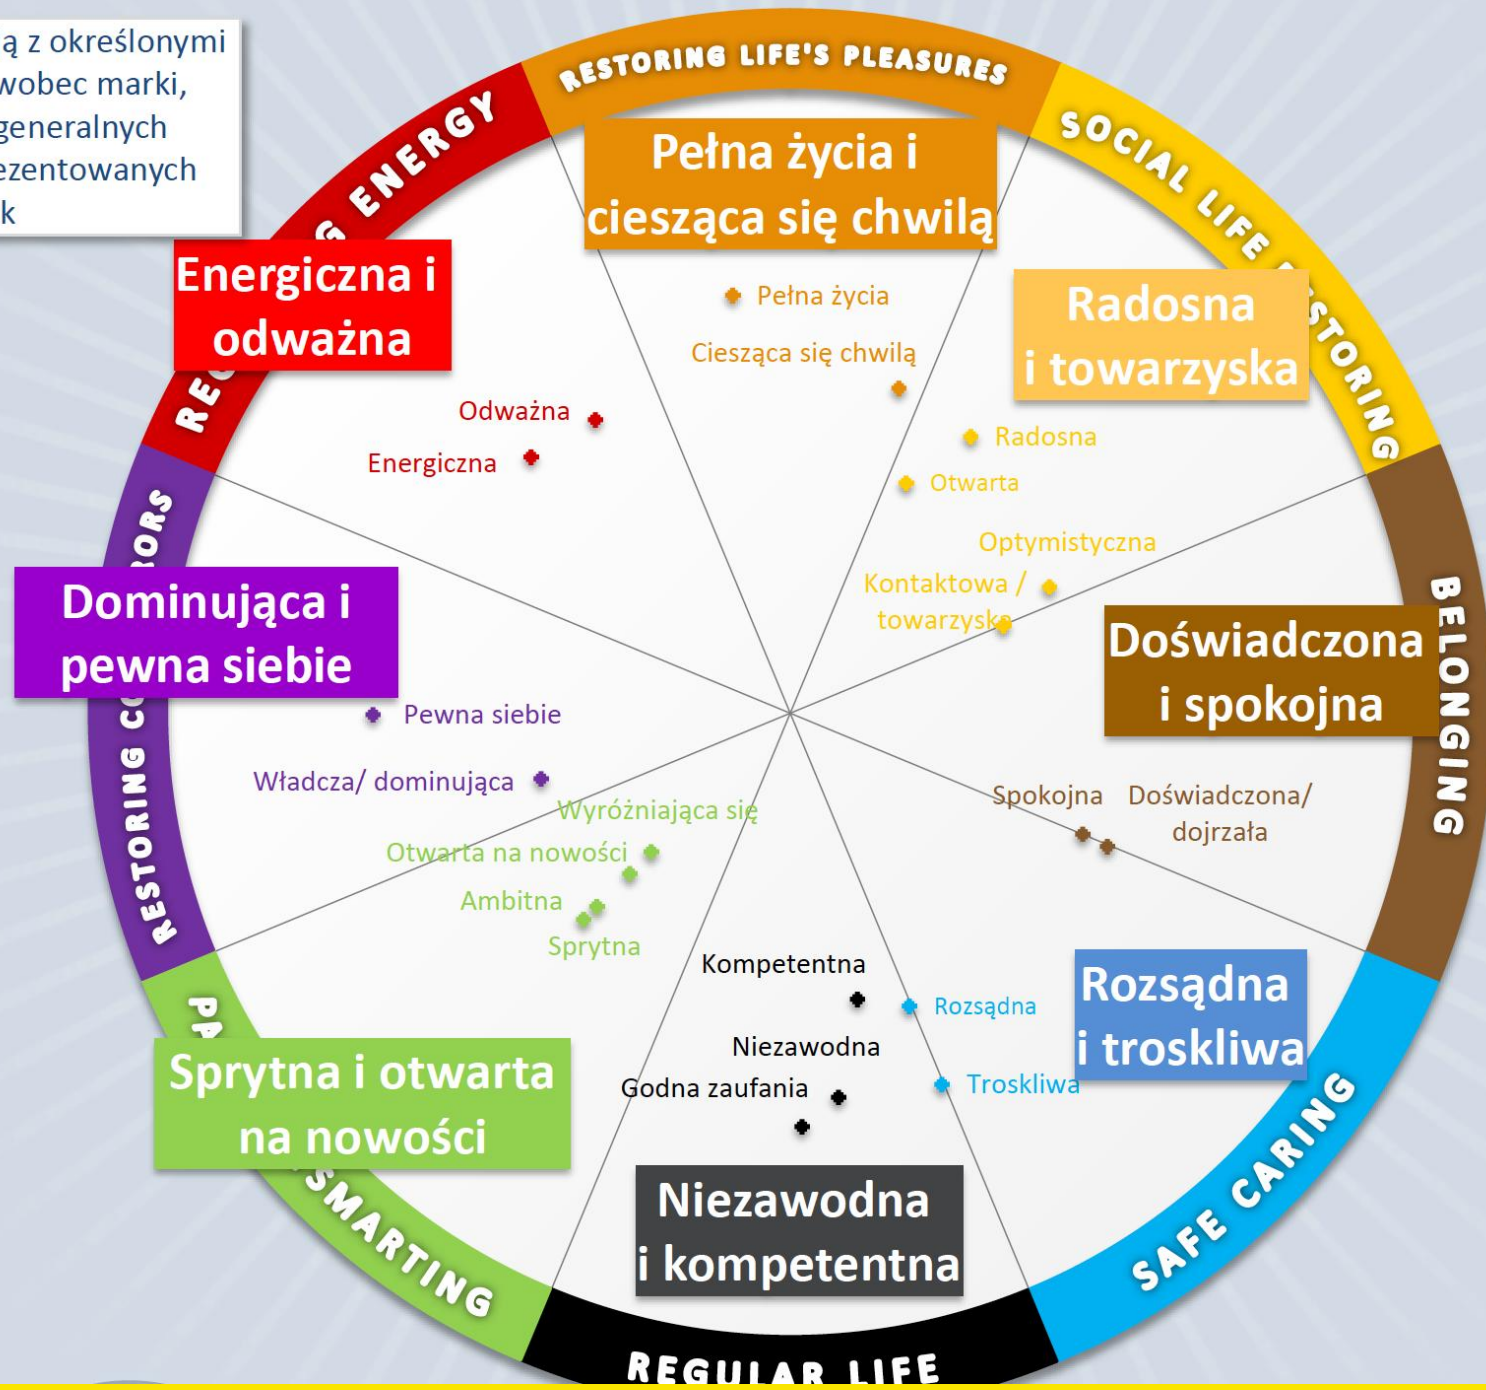 ą z określonymi
wobec marki,
generalnych
ezentowanych
k
RESTORING LIFE'S PLEASURES
SOCIAL LIFE
STORING
BELONGING
SAFE CARING
REGULAR LIFE
SMARTING
RESTORING
ENERGY
Pełna życia i
ciesząca się chwilą
Energiczna i
odważna
Radosna
i towarzyska
Dominująca i
pewna siebie
Doświadczona
i spokojna
Sprytna i otwarta
na nowości
Rozsądna
i troskliwa
Niezawodna
i kompetentna
Pełna życia
Ciesząca się chwilą
Odważna
Energiczna
Radosna
Otwarta
Optymistyczna
Kontaktowa /
towarzyska
Pewna siebie
Władcza/ dominująca
Wyróżniająca się
Otwarta na nowości
Ambitna
Sprytna
Spokojna
Doświadczona/
dojrzała
Kompetentna
Rozsądna
Niezawodna
Godna zaufania
Troskliwa